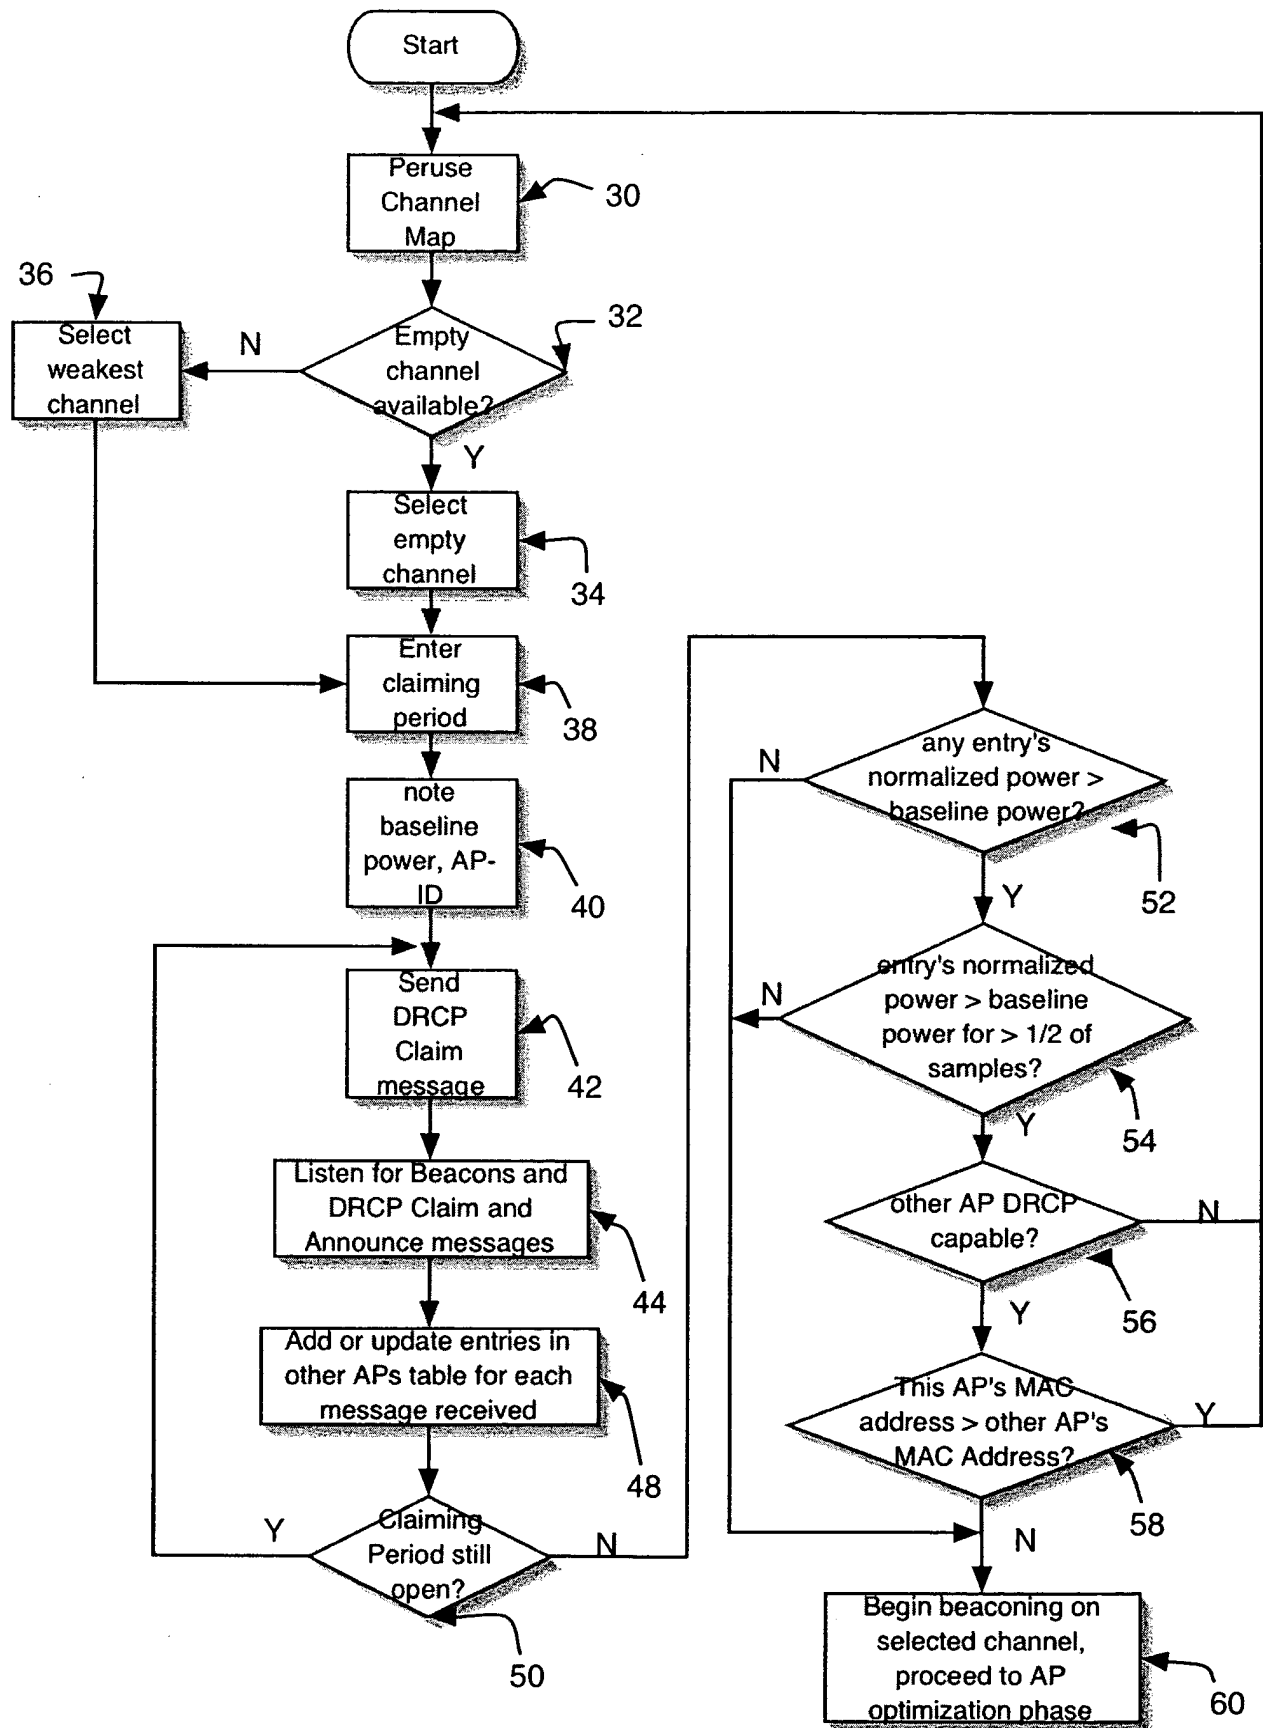 Start
Peruse
Channel
Map
30
36
Select
weakest
channel
N
Empty
channel
available?
32
Y
Select
empty
channel
34
Enter
claiming
period
38
note
baseline
power, AP-
ID
40
Send
DRCP
Claim
message
42
Listen for Beacons and
DRCP Claim and
Announce messages
44
Add or update entries in
other APs table for each
message received
48
Y
Claiming
Period still
open?
N
50
N
any entry's
normalized power >
baseline power?
52
Y
N
entry's normalized
power > baseline
power for > 1/2 of
samples?
54
Y
other AP DRCP
capable?
N
56
Y
This AP's MAC
address > other AP's
MAC Address?
Y
58
N
Begin beaconing on
selected channel,
proceed to AP
optimization phase
60